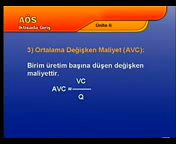 AÖS
İktisada Giriş
Ünite 6
3) Ortalama Değişken Maliyet (AVC):
Birim üretim başına düşen değişken
maliyettir.
VC
AVC =
Q